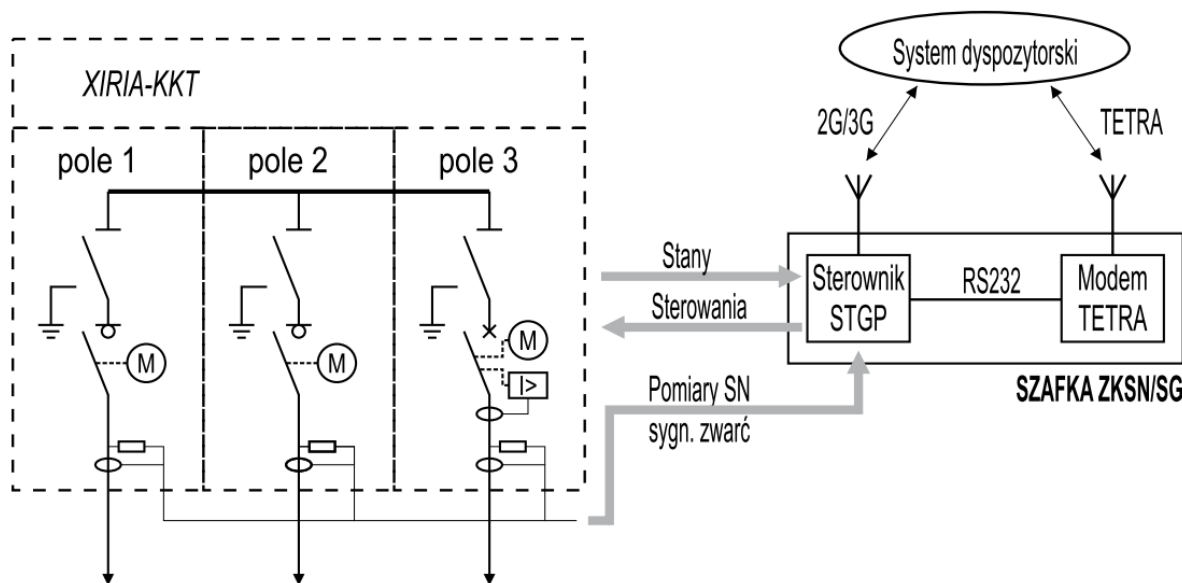 XIRIA-KKT
pole 1
pole 2
pole 3
M
M
M
I>
Stany
Sterowania
Pomiary SN
sygn. zwarć
System dyspozytorski
2G/3G
TETRA
Sterownik
STGP
RS232
Modem
TETRA
SZAFKA ZKSN/SG